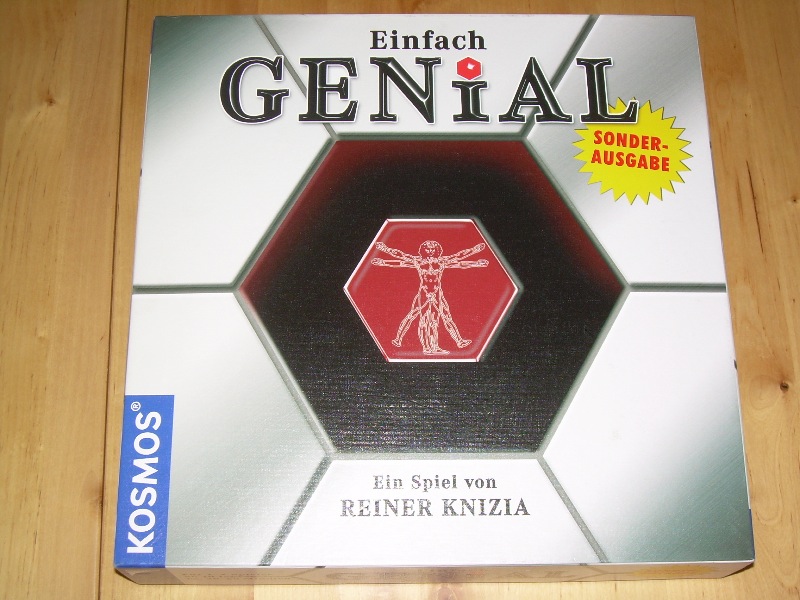 Einfach
GENiAL
SONDER-
AUSGABE
Ein Spiel von
REINER KNIZIA
KOSMOS®